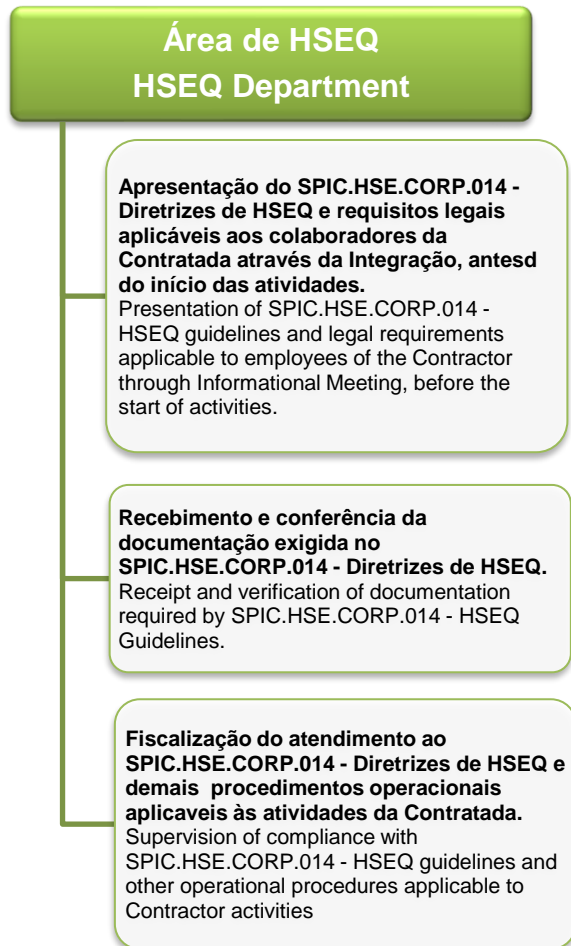 Área de HSEQ
HSEQ Department
Apresentação do SPIC.HSE.CORP.014 -
Diretrizes de HSEQ e requisitos legais
aplicáveis aos colaboradores da
Contratada através da Integração, antesd
do início das atividades.
Presentation of SPIC.HSE.CORP.014 -
HSEQ guidelines and legal requirements
applicable to employees of the Contractor
through Informational Meeting, before the
start of activities.
Recebimento e conferência da
documentação exigida no
SPIC.HSE.CORP.014 - Diretrizes de HSEQ.
Receipt and verification of documentation
required by SPIC.HSE.CORP.014 - HSEQ
Guidelines.
Fiscalização do atendimento ao
SPIC.HSE.CORP.014 - Diretrizes de HSEQ e
demais  procedimentos operacionais
aplicaveis às atividades da Contratada.
Supervision of compliance with
SPIC.HSE.CORP.014 - HSEQ guidelines and
other operational procedures applicable to
Contractor activities